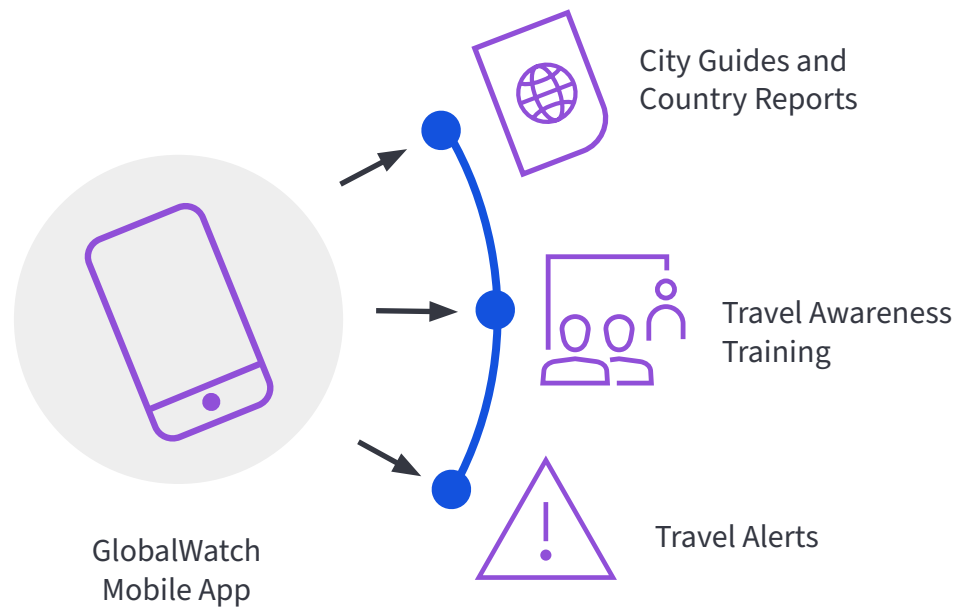 City Guides and
Country Reports
Travel Awareness
Training
Travel Alerts
GlobalWatch
Mobile App